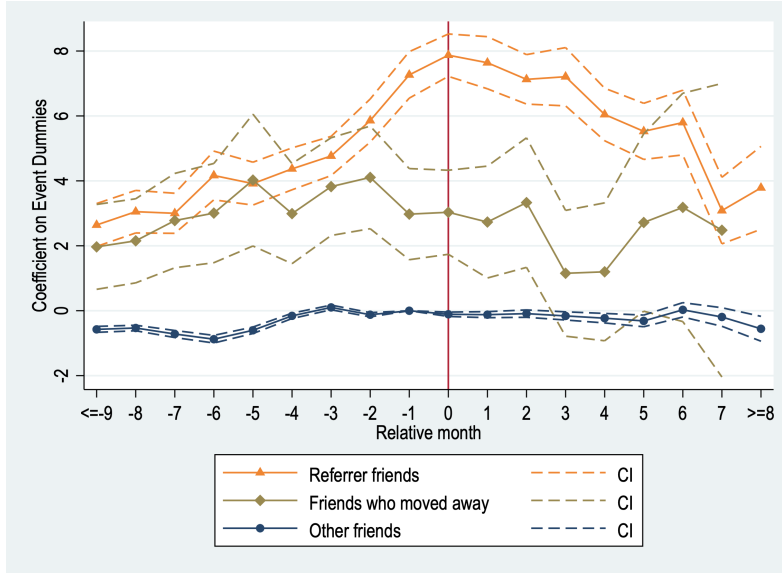 Coefficient on Event Dummies
8
6
4
2
0
-2
<=-9 -8 -7 -6 -5 -4 -3 -2 -1 0 1 2 3 4 5 6 7 >=8
Relative month
Referrer friends CI
Friends who moved away CI
Other friends CI